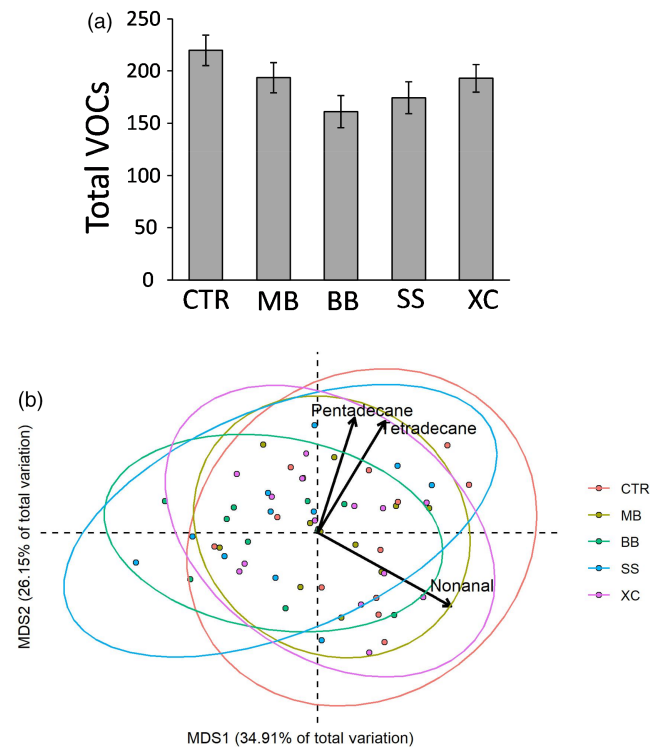 (a)
Total VOCs
250
200
150
100
50
0
CTR MB BB SS XC
(b)
MDS2 (26.15% of total variation)
Pentadecane
Tetradecane
Nonanal
MDS1 (34.91% of total variation)
CTR
MB
BB
SS
XC